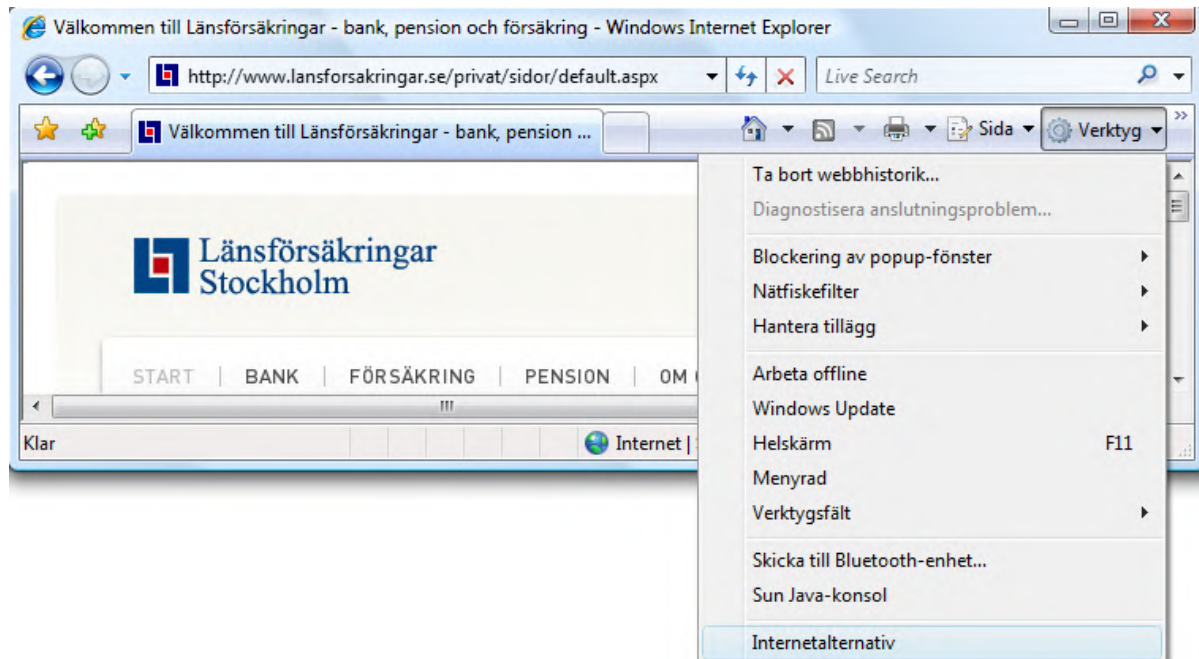 Välkommen till Länsförsäkringar - bank, pension och försäkring - Windows Internet Explorer
http://www.lansforsakringar.se/privat/sidor/default.aspx
Live Search
Välkommen till Länsförsäkringar - bank, pension ...
Sida
Verktyg
Länsförsäkringar
Stockholm
START | BANK | FÖRSÄKRING | PENSION | OM
Klar
Internet |
Ta bort webbhistorik...
Diagnostisera anslutningsproblem...
Blockering av popup-fönster
Nätfiskefilter
Hantera tillägg
Arbeta offline
Windows Update
Helskärm F11
Menyrad
Verktygsfält
Skicka till Bluetooth-enhet...
Sun Java-konsol
Internetalternativ